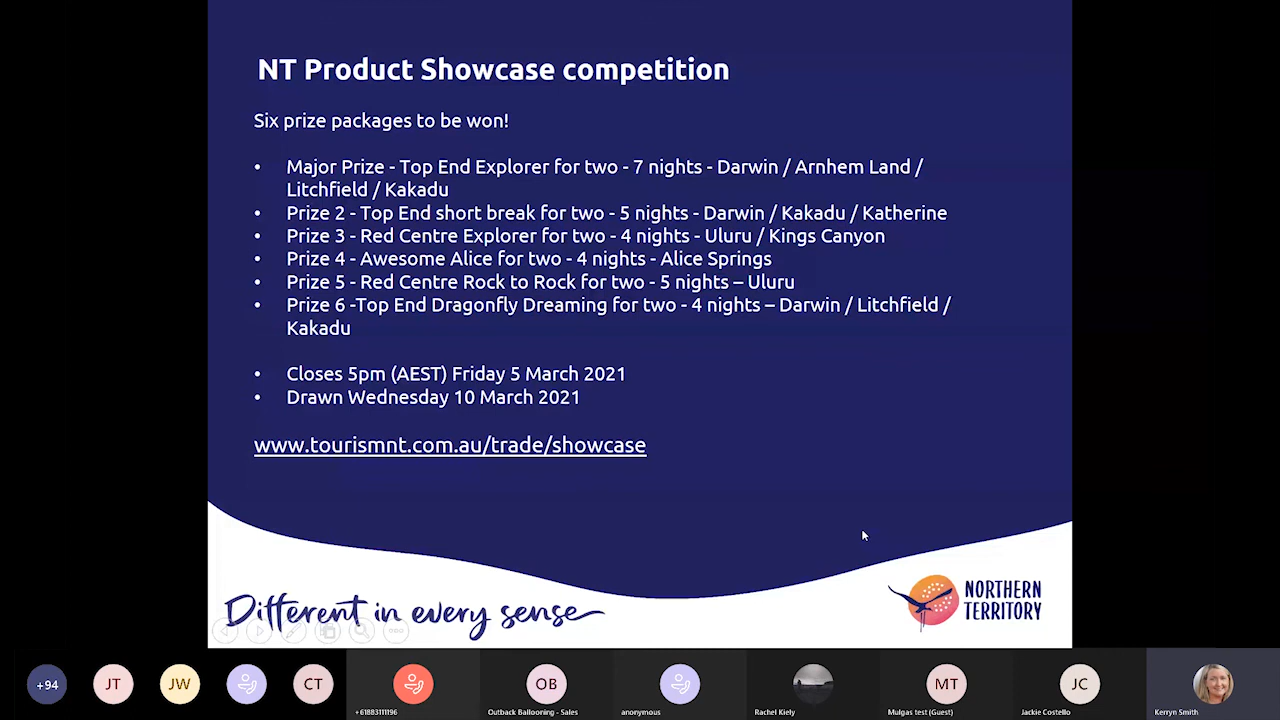 NT Product Showcase competition
Six prize packages to be won!
• Major Prize - Top End Explorer for two - 7 nights - Darwin / Arnhem Land /
Litchfield / Kakadu
• Prize 2 - Top End short break for two - 5 nights - Darwin / Kakadu / Katherine
• Prize 3 - Red Centre Explorer for two - 4 nights - Uluru / Kings Canyon
• Prize 4 - Awesome Alice for two - 4 nights - Alice Springs
• Prize 5 - Red Centre Rock to Rock for two - 5 nights – Uluru
• Prize 6 -Top End Dragonfly Dreaming for two - 4 nights – Darwin / Litchfield /
Kakadu
• Closes 5pm (AEST) Friday 5 March 2021
• Drawn Wednesday 10 March 2021
www.tourismnt.com.au/trade/showcase
Different in every sense
NORTHERN
TERRITORY
+94 JT JW CT OB MT JC
+61883111196 Outback Ballooning - Sales anonymous Rachel Kiely Mulgas test (Guest) Jackie Costello Kerryn Smith